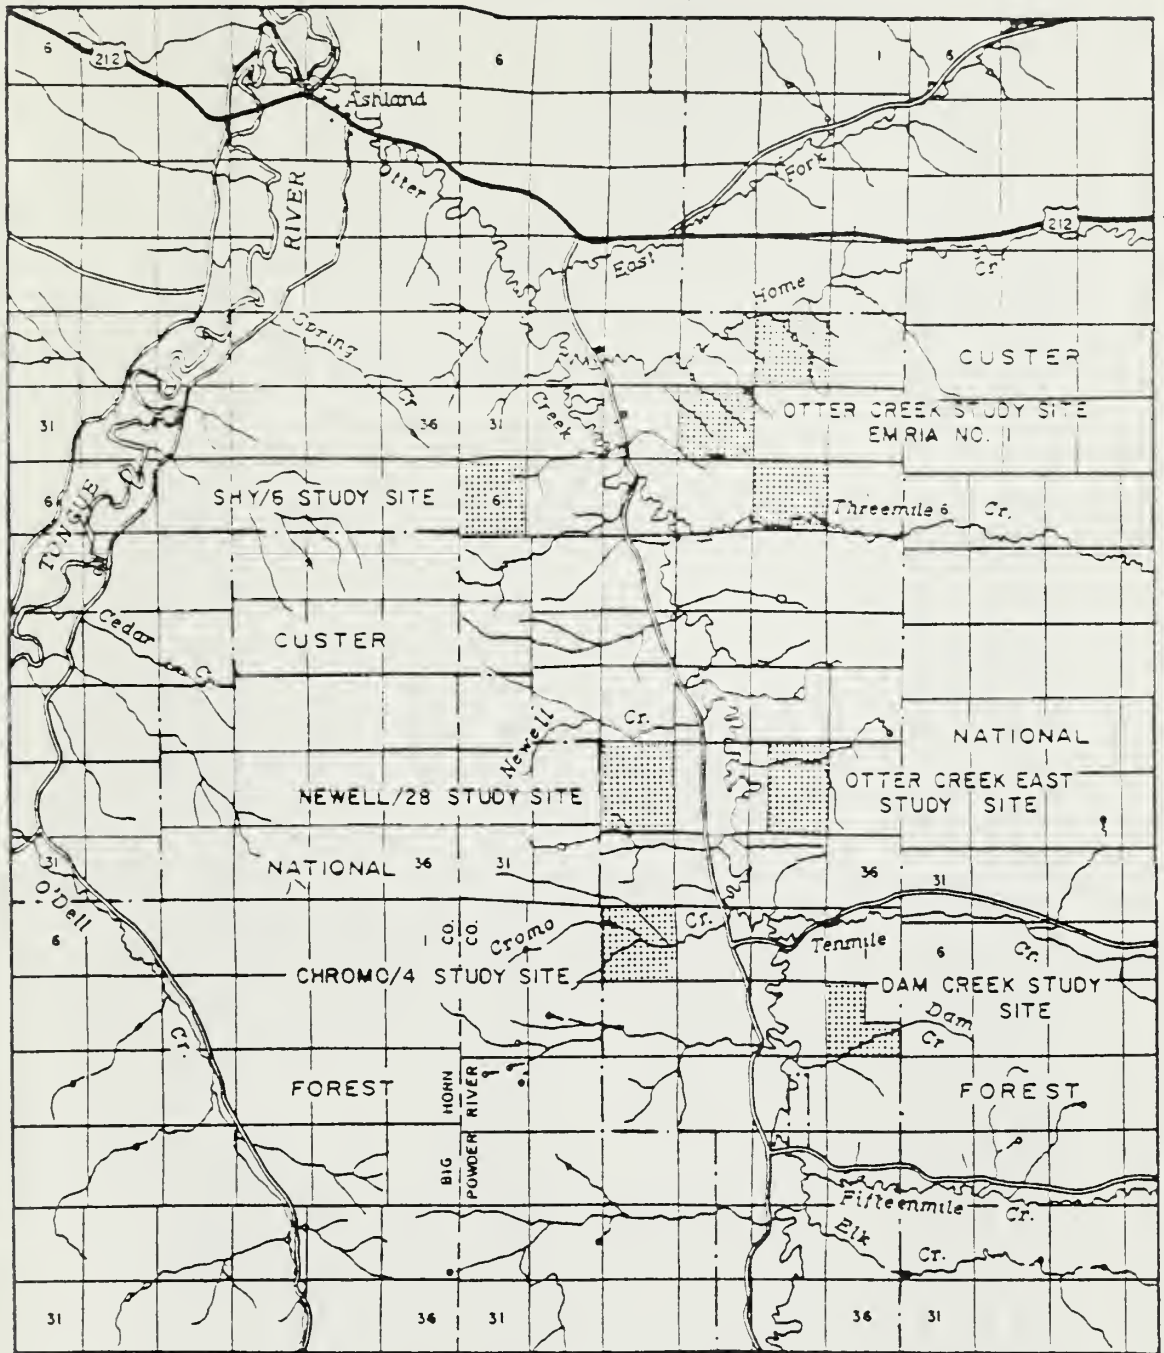 6
212
1
6
1
6
Ashland
Otter
Fork
RIVER
212
East
Cr.
Home
Spring
Cr
CUSTER
31
36
31
Creek
OTTER CREEK STUDY SITE
EMRIA NO. 1
6
SHY/6 STUDY SITE
6
Threemile
6
Cr.
TONGUE
Cedar
Cr.
CUSTER
Newell
Cr.
NATIONAL
NEWELL/28 STUDY SITE
OTTER CREEK EAST
STUDY SITE
31
NATIONAL
36
31
36
31
O'Dell
6
1
CO.
CO.
Cromo
Cr.
Tenmile
6
Cr.
CHROMO/4 STUDY SITE
DAM CREEK STUDY
SITE
Dam
Cr
Cr.
FOREST
BIG HORN
POWDER RIVER
FOREST
Fifteenmile
Cr.
Elk
Cr.
31
36
31
36
31